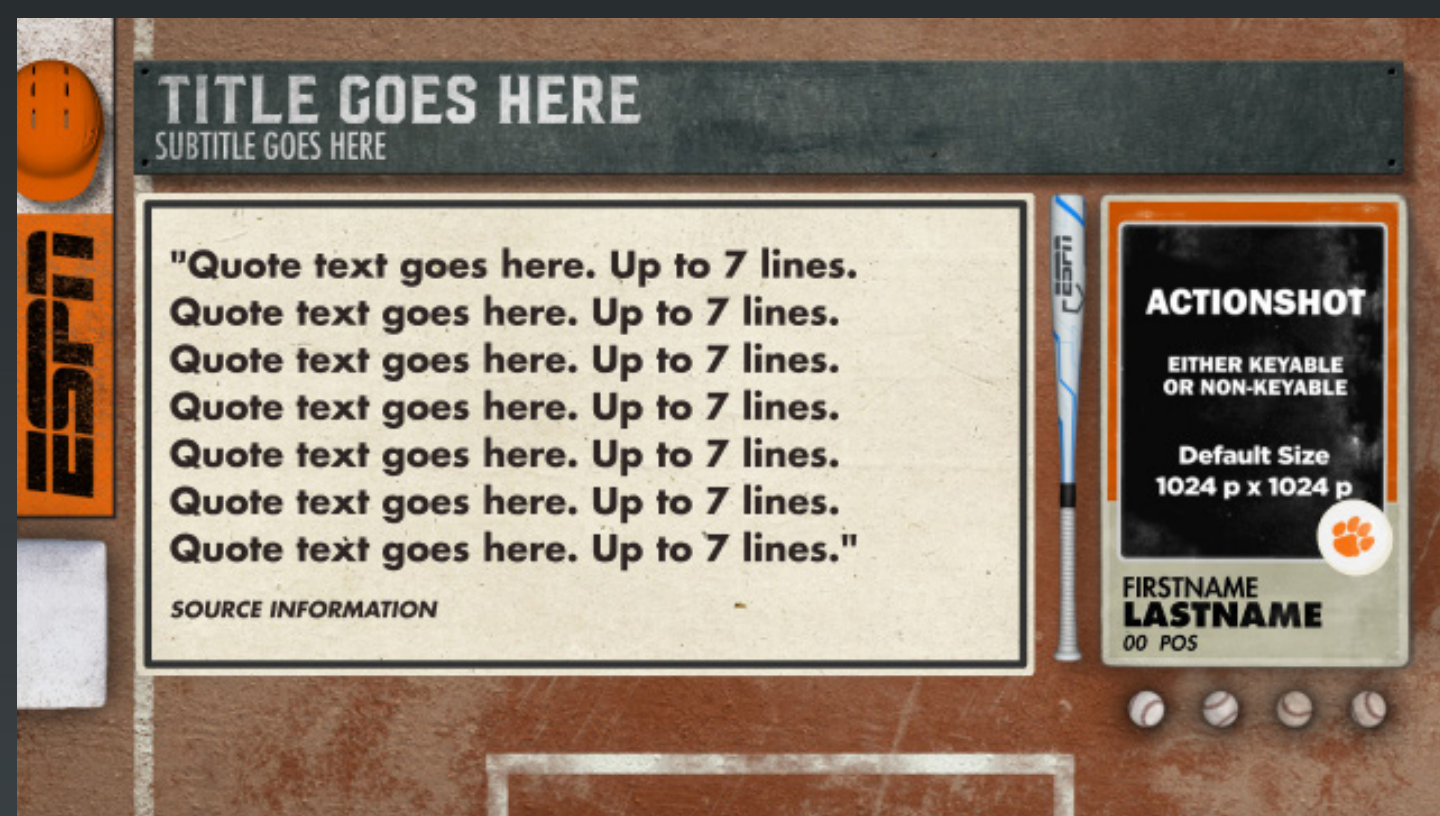 TITLE GOES HERE
SUBTITLE GOES HERE
ESPN
"Quote text goes here. Up to 7 lines.
Quote text goes here. Up to 7 lines.
Quote text goes here. Up to 7 lines.
Quote text goes here. Up to 7 lines.
Quote text goes here. Up to 7 lines.
Quote text goes here. Up to 7 lines.
Quote text goes here. Up to 7 lines."
SOURCE INFORMATION
ESPN
ACTIONSHOT
EITHER KEYABLE
OR NON-KEYABLE
Default Size
1024 p x 1024 p
FIRSTNAME
LASTNAME
00 POS